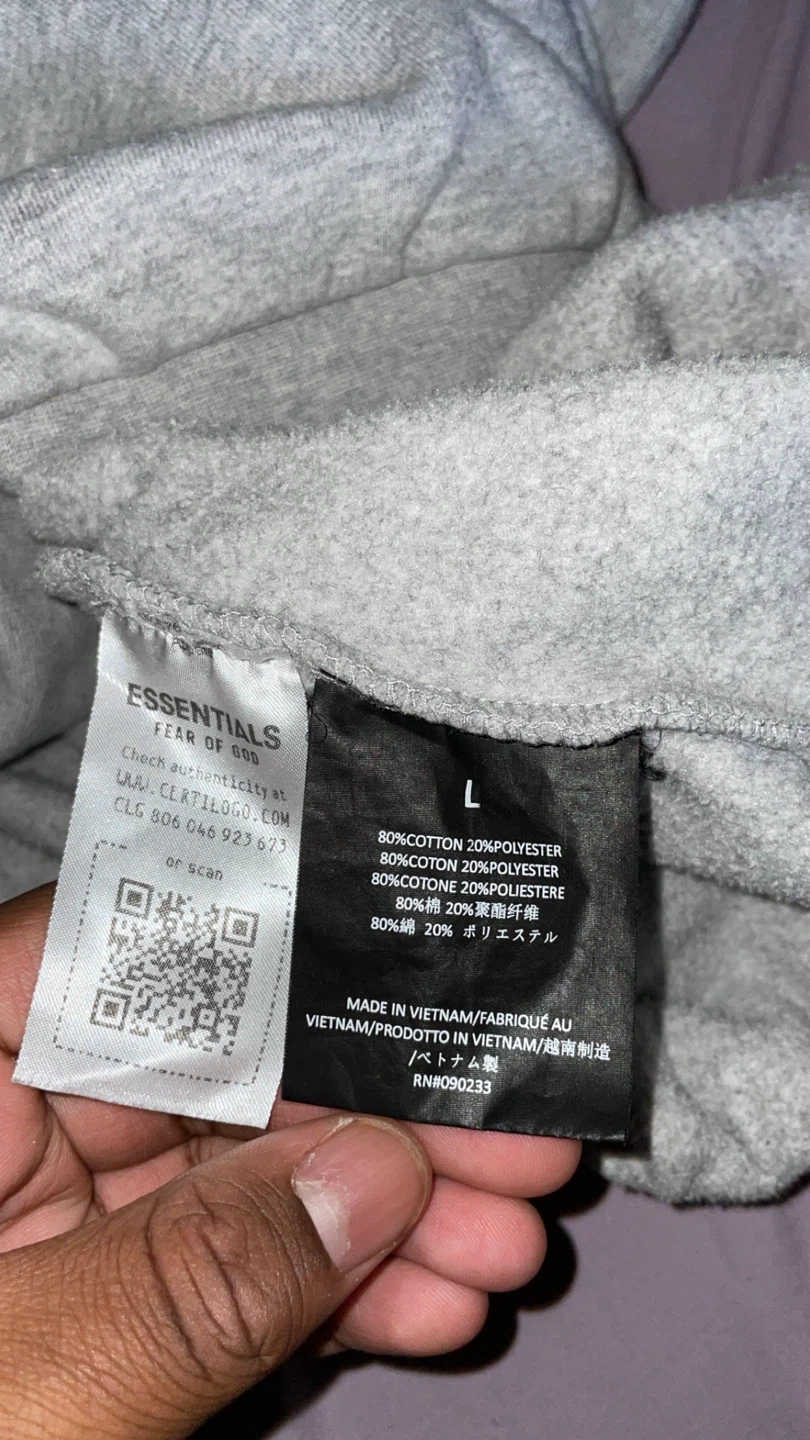 ESSENTIALS
FEAR OF GOD
Check authenticity at
WWW.CERTILOGO.COM
CLG 806 046 923 673
or scan
L
80%COTTON 20%POLYESTER
80%COTON 20%POLYESTER
80%COTONE 20%POLIESTERE
80%棉 20%聚酯纤维
80%綿 20% ポリエステル
MADE IN VIETNAM/FABRIQUÉ AU
VIETNAM/PRODOTTO IN VIETNAM/越南制造
/ベトナム製
RN#090233